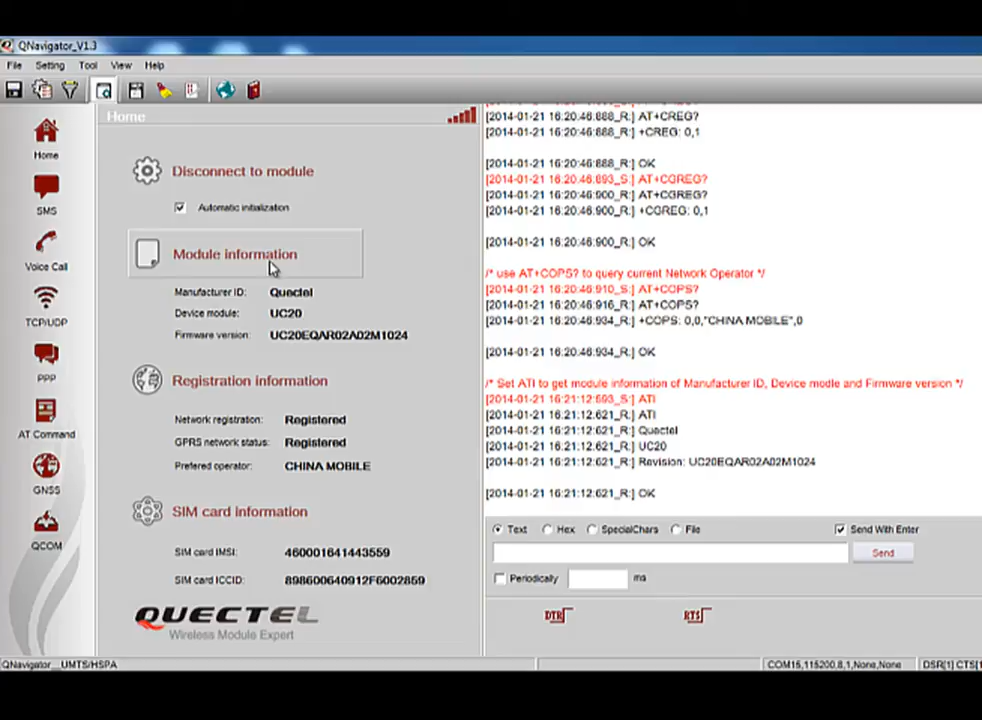 QNavigator_V1.3
File Setting Tool View Help
Home
SMS
Voice Call
TCP/UDP
PPP
AT Command
GNSS
QCOM
Home
Disconnect to module
Automatic initialization
Module information
Manufacturer ID: Quectel
Device module: UC20
Firmware version: UC20EQAR02A02M1024
Registration information
Network registration: Registered
GPRS network status: Registered
Prefered operator: CHINA MOBILE
SIM card information
SIM card IMSI: 460001641443559
SIM card ICCID: 898600640912F6002859
QUECTEL
Wireless Module Expert
[2014-01-21 16:20:46:888_R:] AT+CREG?
[2014-01-21 16:20:46:888_R:] +CREG: 0,1
[2014-01-21 16:20:46:888_R:] OK
[2014-01-21 16:20:46:893_S:] AT+CGREG?
[2014-01-21 16:20:46:900_R:] AT+CGREG?
[2014-01-21 16:20:46:900_R:] +CGREG: 0,1
[2014-01-21 16:20:46:900_R:] OK
/* use AT+COPS? to query current Network Operator */
[2014-01-21 16:20:46:910_S:] AT+COPS?
[2014-01-21 16:20:46:916_R:] AT+COPS?
[2014-01-21 16:20:46:934_R:] +COPS: 0,0,"CHINA MOBILE",0
[2014-01-21 16:20:46:934_R:] OK
/* Set ATI to get module information of Manufacturer ID, Device modle and Firmware version */
[2014-01-21 16:21:12:593_S:] ATI
[2014-01-21 16:21:12:621_R:] ATI
[2014-01-21 16:21:12:621_R:] Quectel
[2014-01-21 16:21:12:621_R:] UC20
[2014-01-21 16:21:12:621_R:] Revision: UC20EQAR02A02M1024
[2014-01-21 16:21:12:621_R:] OK
Text Hex SpecialChars File Send With Enter
Send
Periodically ms
DTR RTS
QNavigator__UMTS/HSPA COM15,115200,8,1,None,None DSR[1] CTS[1